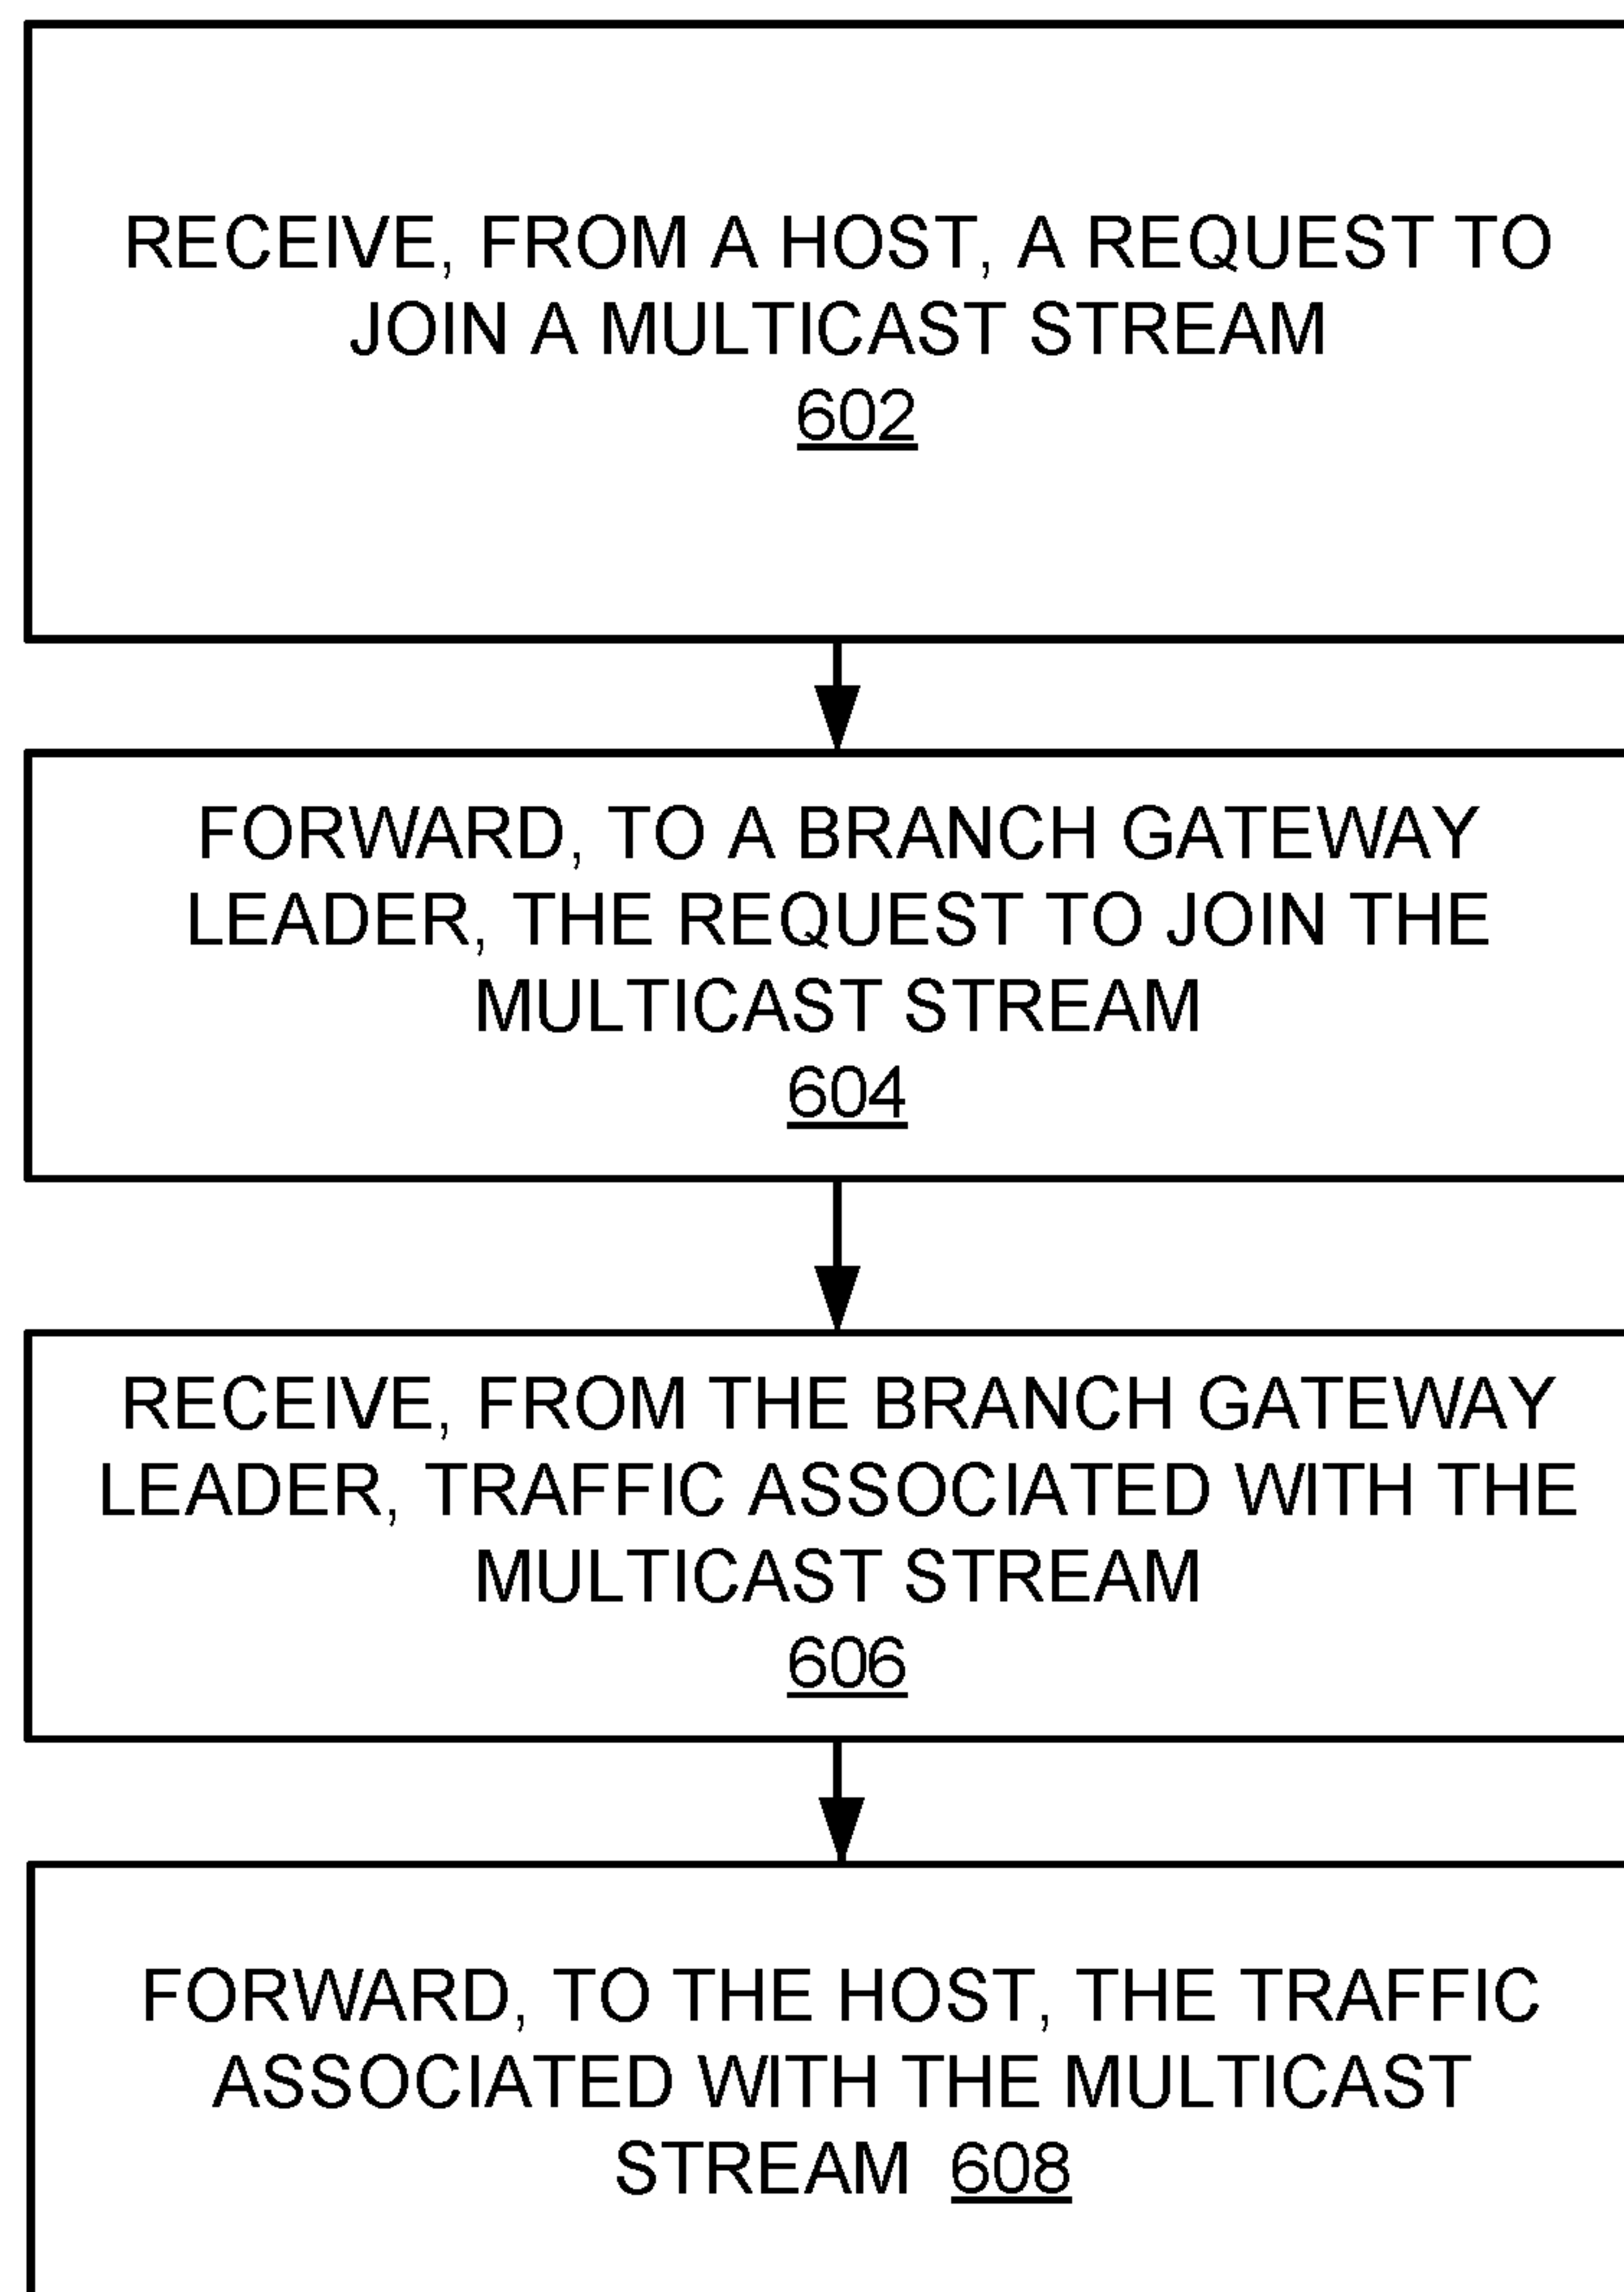 RECEIVE, FROM A HOST, A REQUEST TO
JOIN A MULTICAST STREAM
602
FORWARD, TO A BRANCH GATEWAY
LEADER, THE REQUEST TO JOIN THE
MULTICAST STREAM
604
RECEIVE, FROM THE BRANCH GATEWAY
LEADER, TRAFFIC ASSOCIATED WITH THE
MULTICAST STREAM
606
FORWARD, TO THE HOST, THE TRAFFIC
ASSOCIATED WITH THE MULTICAST
STREAM 608